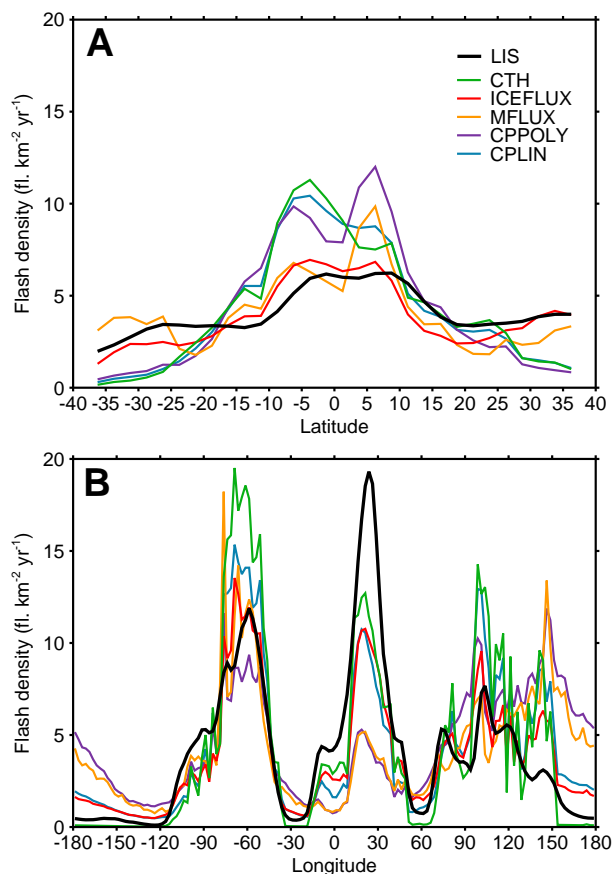 A
20
15
10
5
0
Flash density (fl. km-2 yr-1)
LIS
CTH
ICEFLUX
MFLUX
CPPOLY
CPLIN
-40 -35 -30 -25 -20 -15 -10 -5 0 5 10 15 20 25 30 35 40
Latitude
B
20
15
10
5
0
Flash density (fl. km-2 yr-1)
-180 -150 -120 -90 -60 -30 0 30 60 90 120 150 180
Longitude